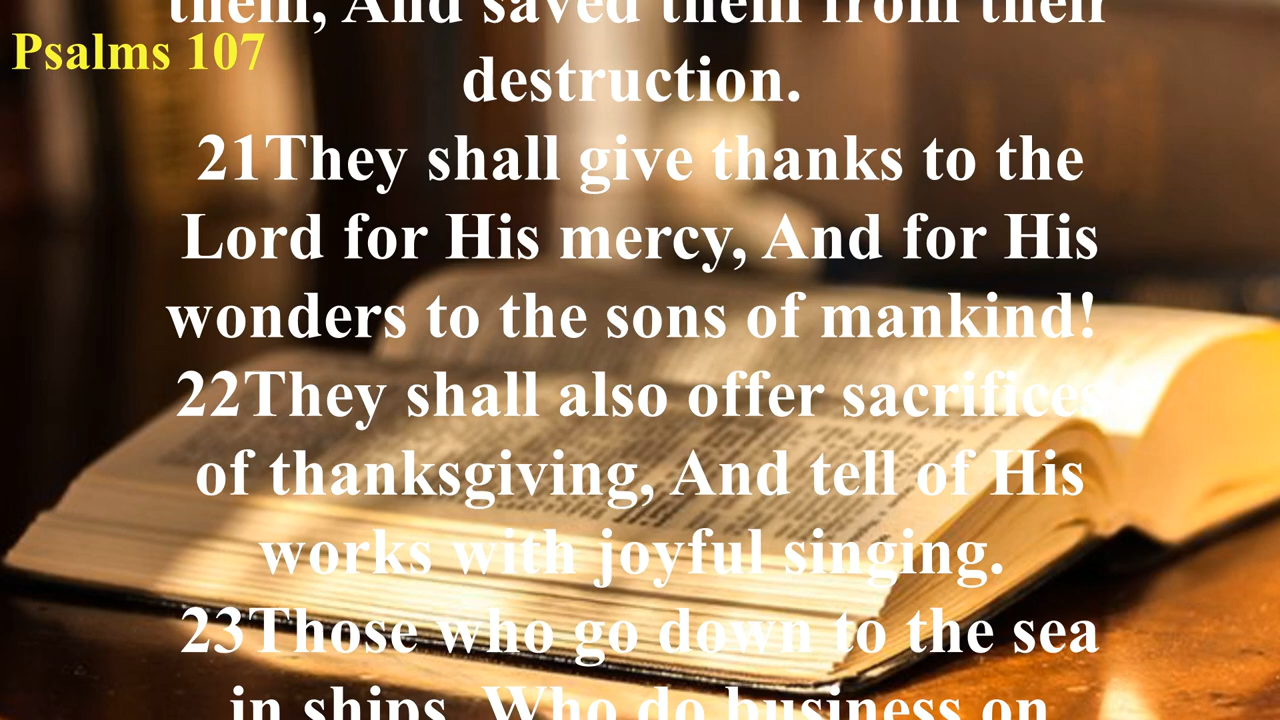 them, And saved them from their
Psalms 107
destruction.
21They shall give thanks to the
Lord for His mercy, And for His
wonders to the sons of mankind!
22They shall also offer sacrifices
of thanksgiving, And tell of His
works with joyful singing.
23Those who go down to the sea
in ships, Who do business on